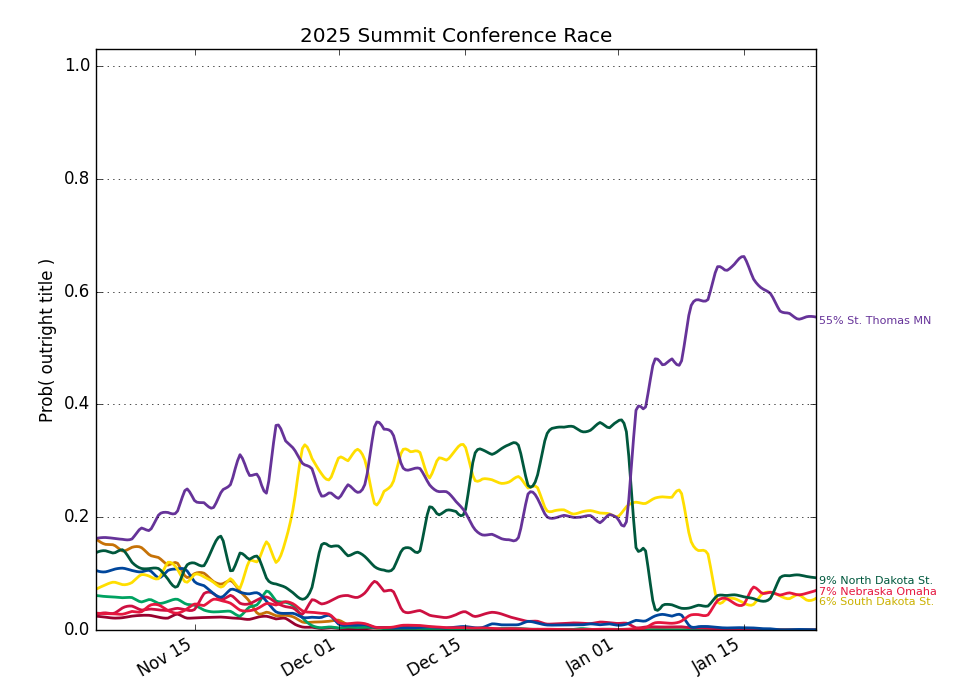 2025 Summit Conference Race
Prob( outright title )
1.0
0.8
0.6
0.4
0.2
0.0
55% St. Thomas MN
9% North Dakota St.
7% Nebraska Omaha
6% South Dakota St.
Nov 15
Dec 01
Dec 15
Jan 01
Jan 15